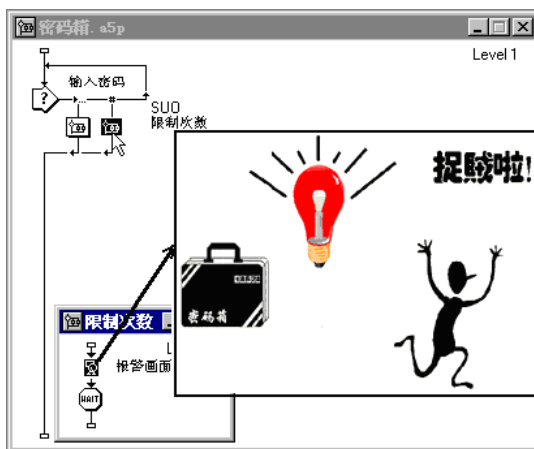 密码箱.a5p
Level 1
输入密码
?
...
#
SUO
限制次数
捉贼啦!
密码箱
限制次数
L
报警画面
WAIT